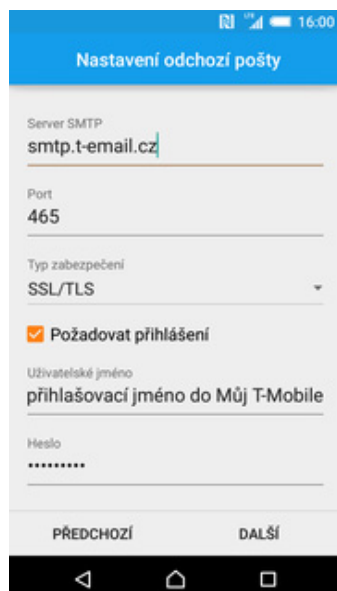 16:00
Nastavení odchozí pošty
Server SMTP
smtp.t-email.cz
Port
465
Typ zabezpečení
SSL/TLS
Požadovat přihlášení
Uživatelské jméno
přihlašovací jméno do Můj T-Mobile
Heslo
•••••••••
PŘEDCHOZÍ DALŠÍ